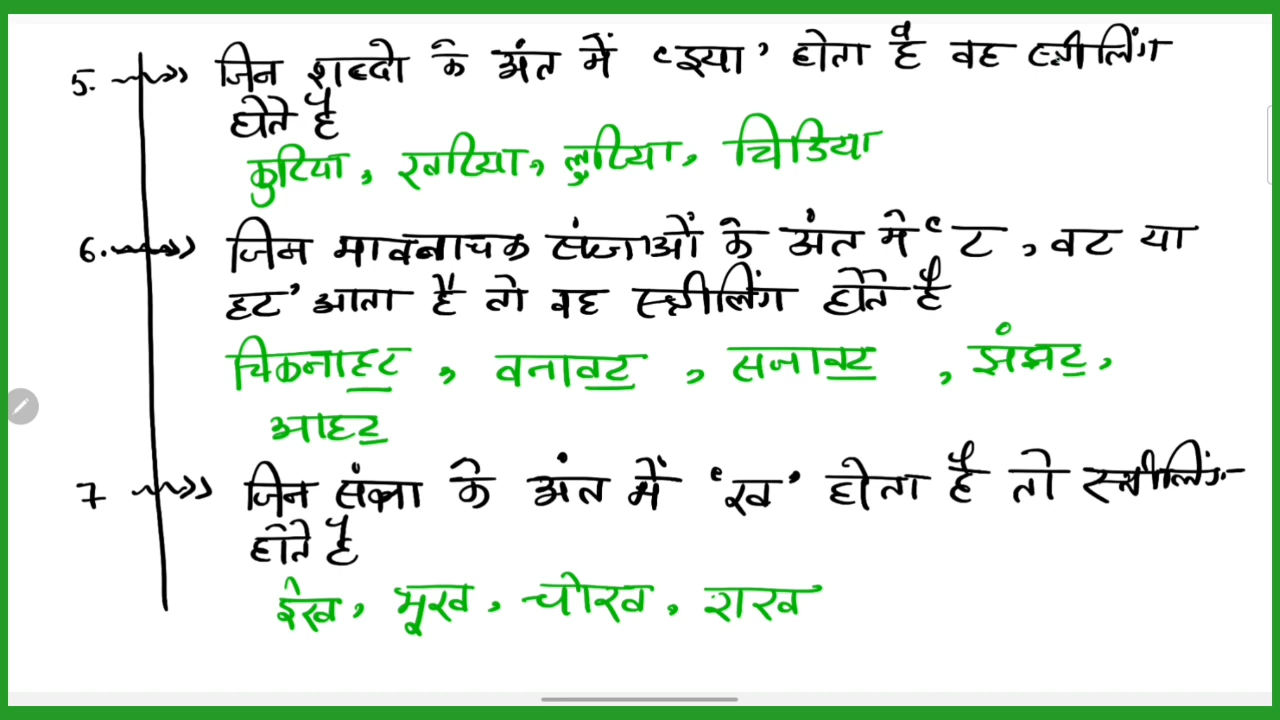 5. जिन शब्दो के अंत में 'इया' होता है वह स्त्रीलिंग
होते है
कुटिया, खटिया, लुटिया, चिडिया
6. जिन भाववाचक संज्ञाओं के अंत में 'ट, वट या
हट' आता है तो वह स्त्रीलिंग होते है
चिकनाहट, बनावट, सजावट, झंझट,
आहट
7 जिन संज्ञा के अंत में 'ख' होता है तो स्त्रीलिंग
होते है
ईख, भूख, चोख, राख